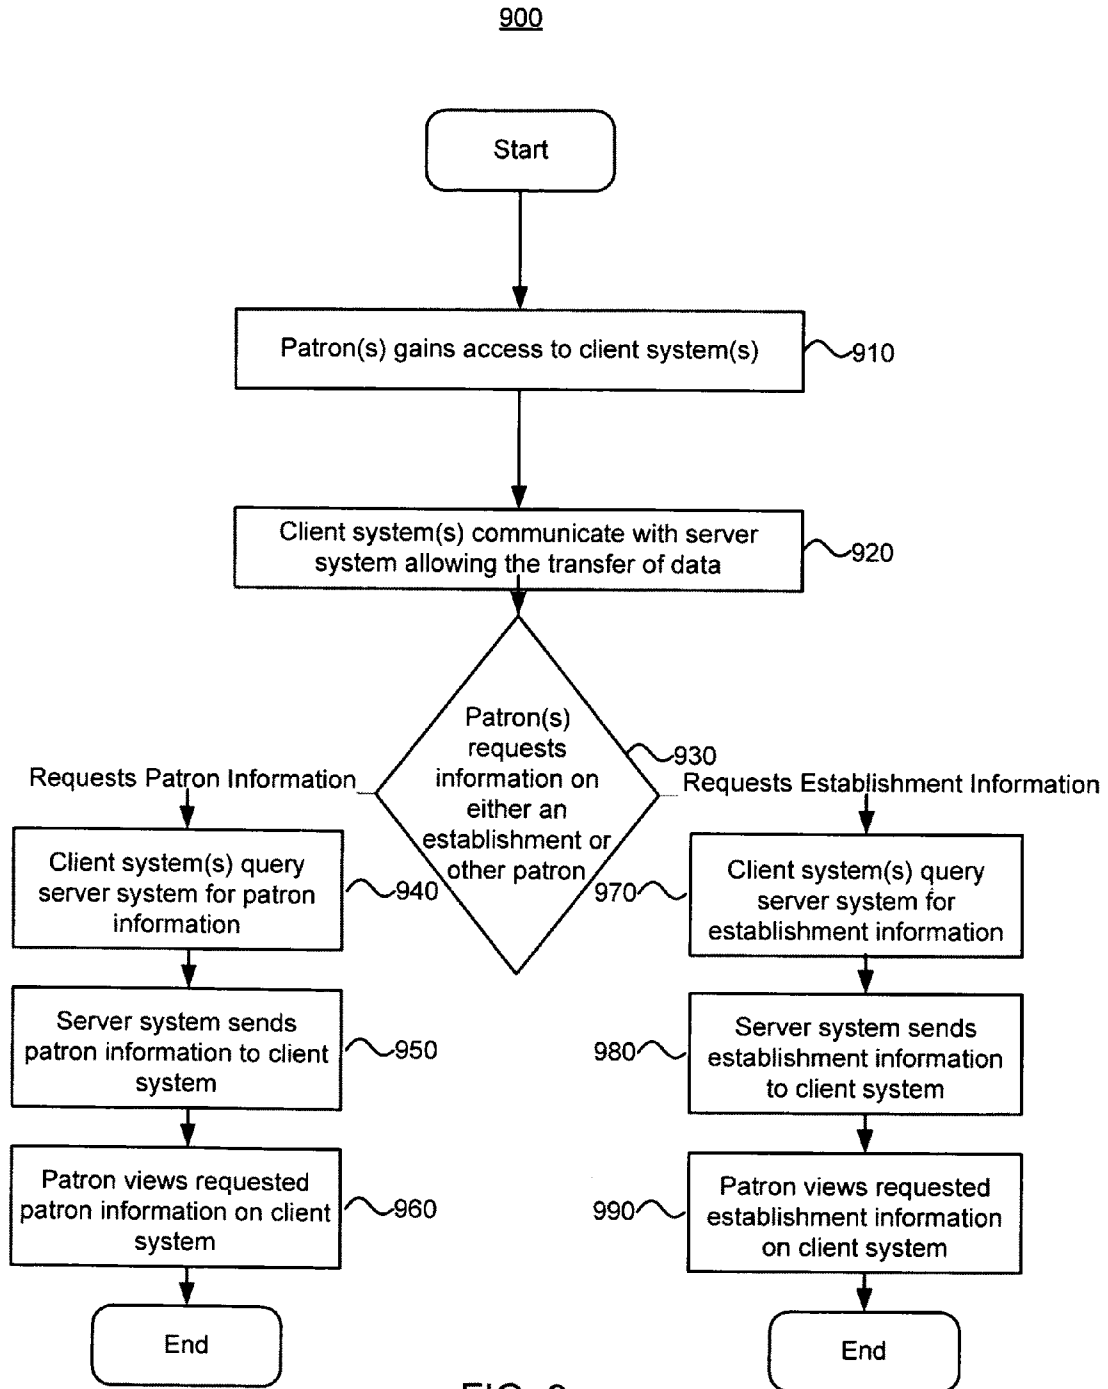 900
Start
Patron(s) gains access to client system(s)
910
Client system(s) communicate with server
system allowing the transfer of data
920
Patron(s)
requests
information on
either an
establishment or
other patron
930
Requests Patron Information
Requests Establishment Information
Client system(s) query
server system for patron
information
940
970
Client system(s) query
server system for
establishment information
Server system sends
patron information to client
system
950
980
Server system sends
establishment information
to client system
Patron views requested
patron information on client
system
960
990
Patron views requested
establishment information
on client system
End
End